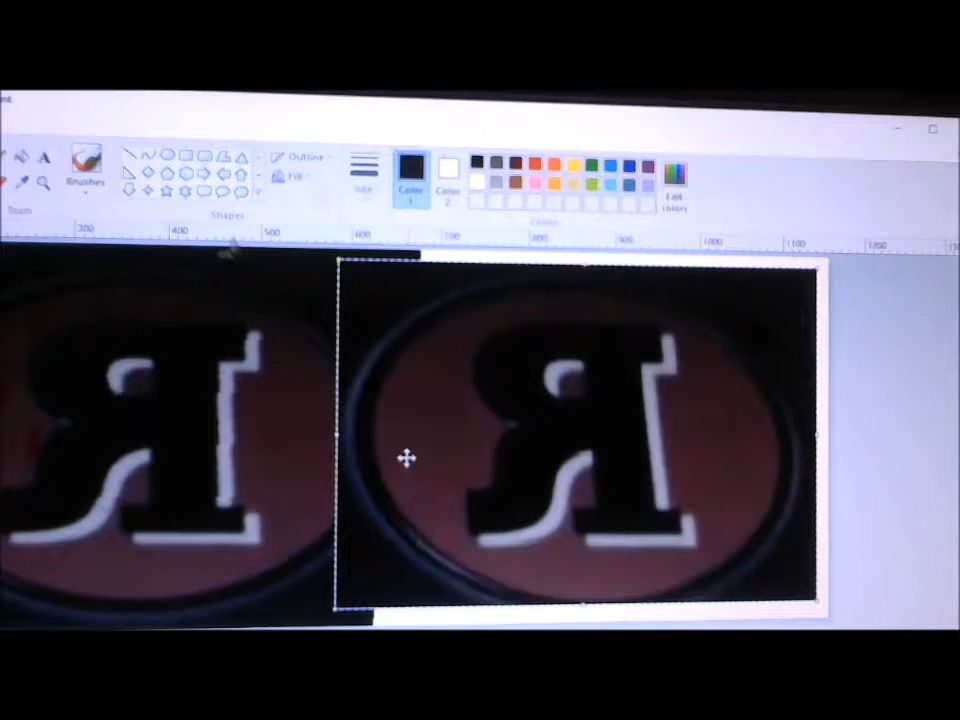 Brushes
Outline
Fill
Size
Color
1
Color
2
Edit
colors
Tools
Shapes
Colors
300
400
500
600
700
800
900
1000
1100
1200
Я
Я